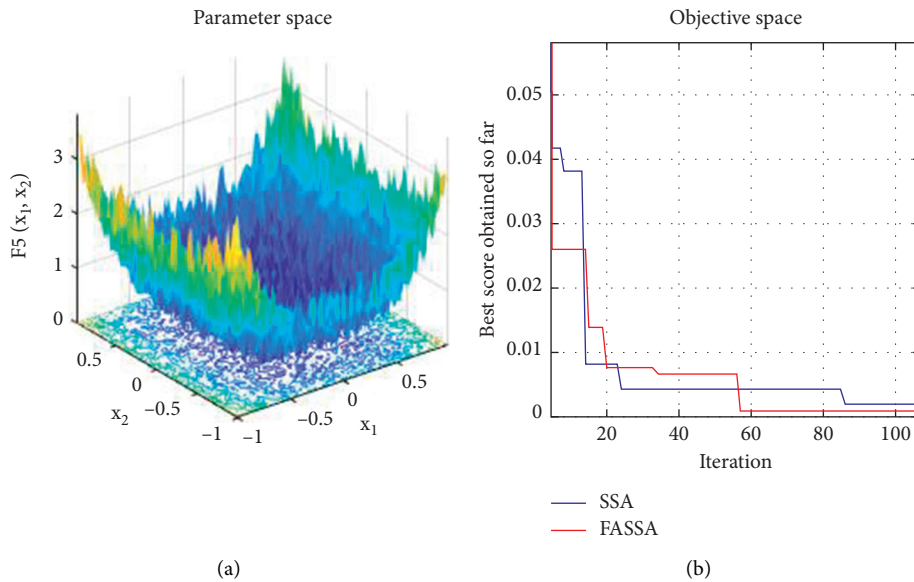 Parameter space
F5 (x1, x2)
3
2
1
0
0.5
0
−0.5
−1
x2
−1
−0.5
0
0.5
x1
(a)
Objective space
Best score obtained so far
0.05
0.04
0.03
0.02
0.01
0
20
40
60
80
100
Iteration
SSA
FASSA
(b)